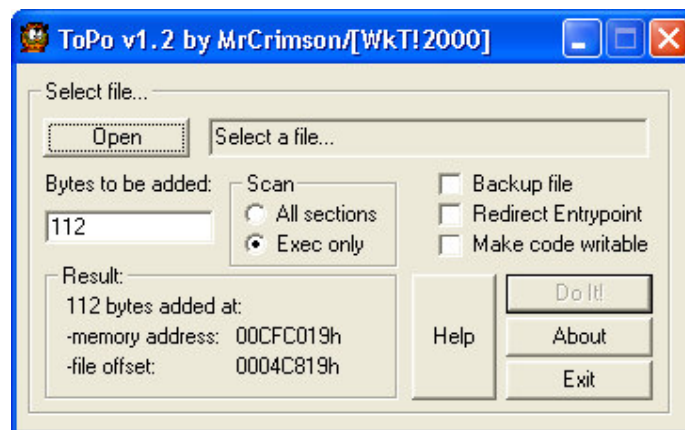 ToPo v1.2 by MrCrimson/[WkT!2000]
Select file...
Open
Select a file...
Bytes to be added:
112
Scan
All sections
Exec only
Backup file
Redirect Entrypoint
Make code writable
Result:
112 bytes added at:
-memory address: 00CFC019h
-file offset: 0004C819h
Help
Do It!
About
Exit